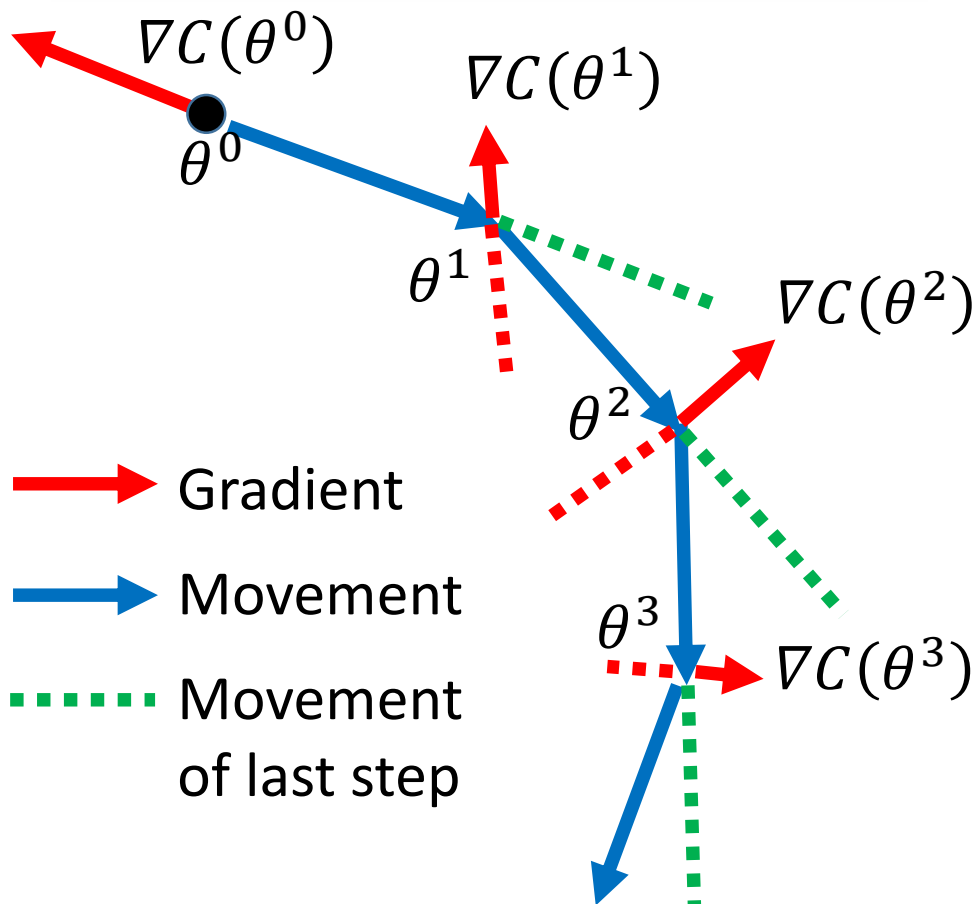 ∇C(θ⁰)
θ⁰
∇C(θ¹)
θ¹
∇C(θ²)
θ²
Gradient
Movement
θ³
∇C(θ³)
Movement
of last step